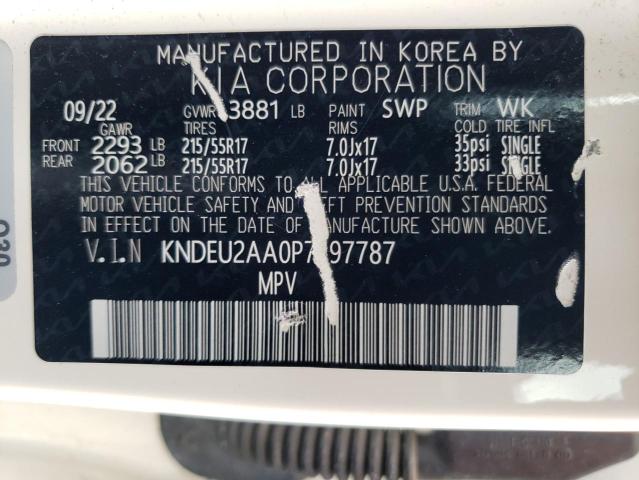 MANUFACTURED IN KOREA BY
KIA CORPORATION
09/22 GVWR 3881 LB PAINT SWP TRIM WK
GAWR TIRES RIMS COLD TIRE INFL
FRONT 2293 LB 215/55R17 7.0Jx17 35psi SINGLE
REAR 2062 LB 215/55R17 7.0Jx17 33psi SINGLE
THIS VEHICLE CONFORMS TO ALL APPLICABLE U.S.A. FEDERAL
MOTOR VEHICLE SAFETY AND THEFT PREVENTION STANDARDS
IN EFFECT ON THE DATE OF MANUFACTURE SHOWN ABOVE.
V.I.N
MPV